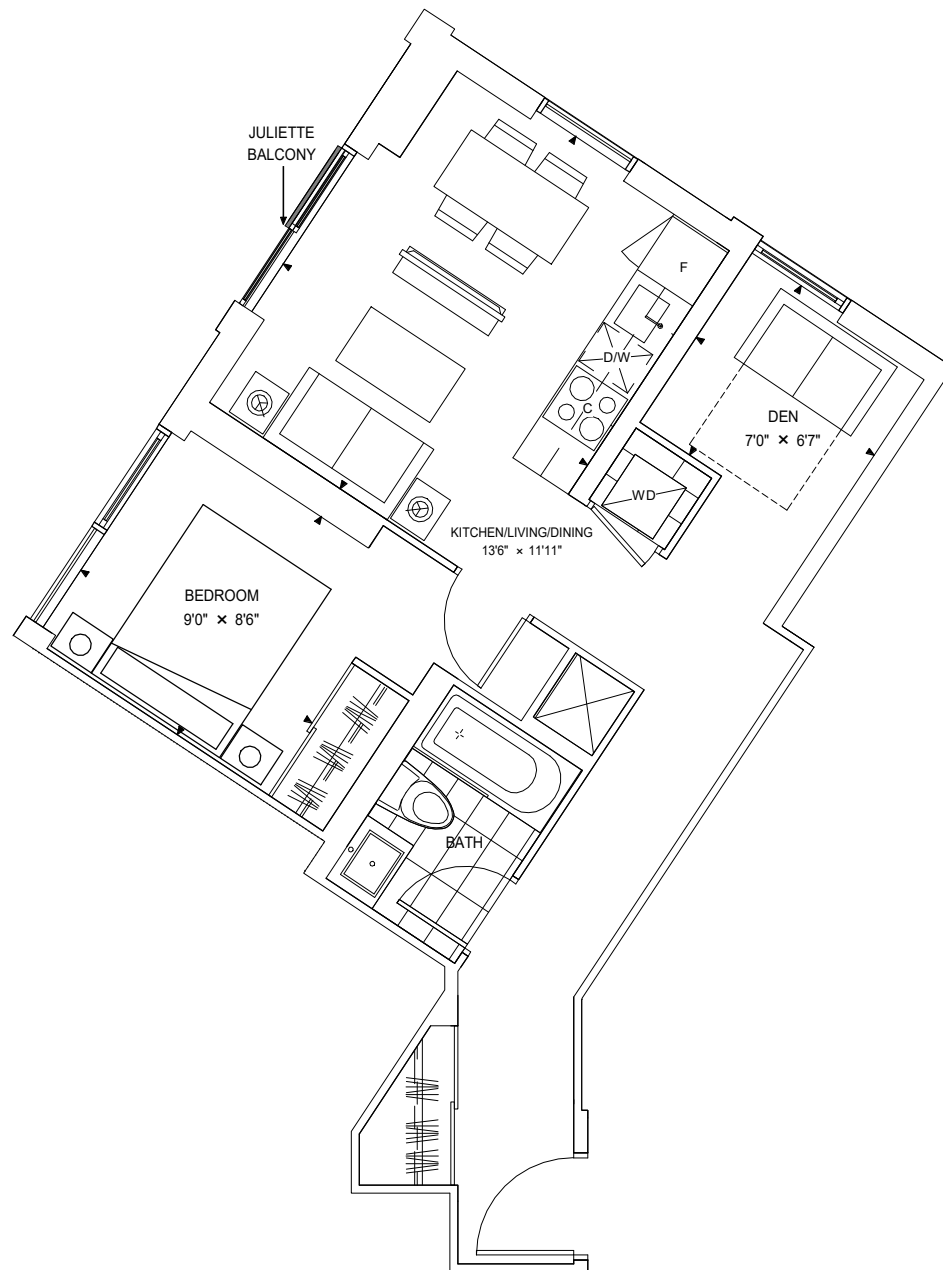 JULIETTE
BALCONY
F
D/W
C
DEN
7'0" × 6'7"
WD
KITCHEN/LIVING/DINING
13'6" × 11'11"
BEDROOM
9'0" × 8'6"
BATH